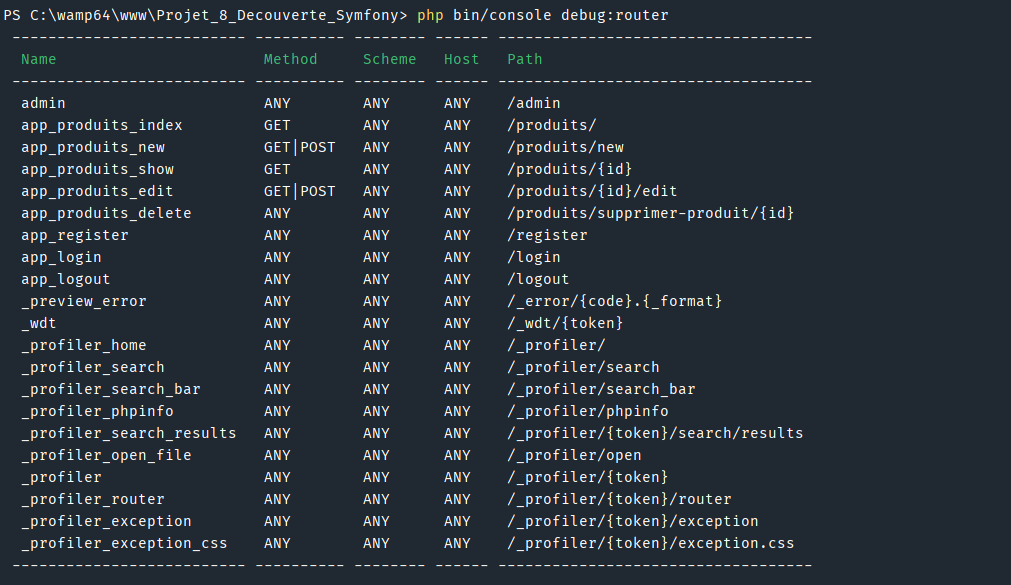 PS C:\wamp64\www\Projet_8_Decouverte_Symfony> php bin/console debug:router
-------------------------- ---------- -------- ------ -----------------------------------
Name Method Scheme Host Path
-------------------------- ---------- -------- ------ -----------------------------------
admin ANY ANY ANY /admin
app_produits_index GET ANY ANY /produits/
app_produits_new GET|POST ANY ANY /produits/new
app_produits_show GET ANY ANY /produits/{id}
app_produits_edit GET|POST ANY ANY /produits/{id}/edit
app_produits_delete ANY ANY ANY /produits/supprimer-produit/{id}
app_register ANY ANY ANY /register
app_login ANY ANY ANY /login
app_logout ANY ANY ANY /logout
_preview_error ANY ANY ANY /_error/{code}.{_format}
_wdt ANY ANY ANY /_wdt/{token}
_profiler_home ANY ANY ANY /_profiler/
_profiler_search ANY ANY ANY /_profiler/search
_profiler_search_bar ANY ANY ANY /_profiler/search_bar
_profiler_phpinfo ANY ANY ANY /_profiler/phpinfo
_profiler_search_results ANY ANY ANY /_profiler/{token}/search/results
_profiler_open_file ANY ANY ANY /_profiler/open
_profiler ANY ANY ANY /_profiler/{token}
_profiler_router ANY ANY ANY /_profiler/{token}/router
_profiler_exception ANY ANY ANY /_profiler/{token}/exception
_profiler_exception_css ANY ANY ANY /_profiler/{token}/exception.css
-------------------------- ---------- -------- ------ -----------------------------------